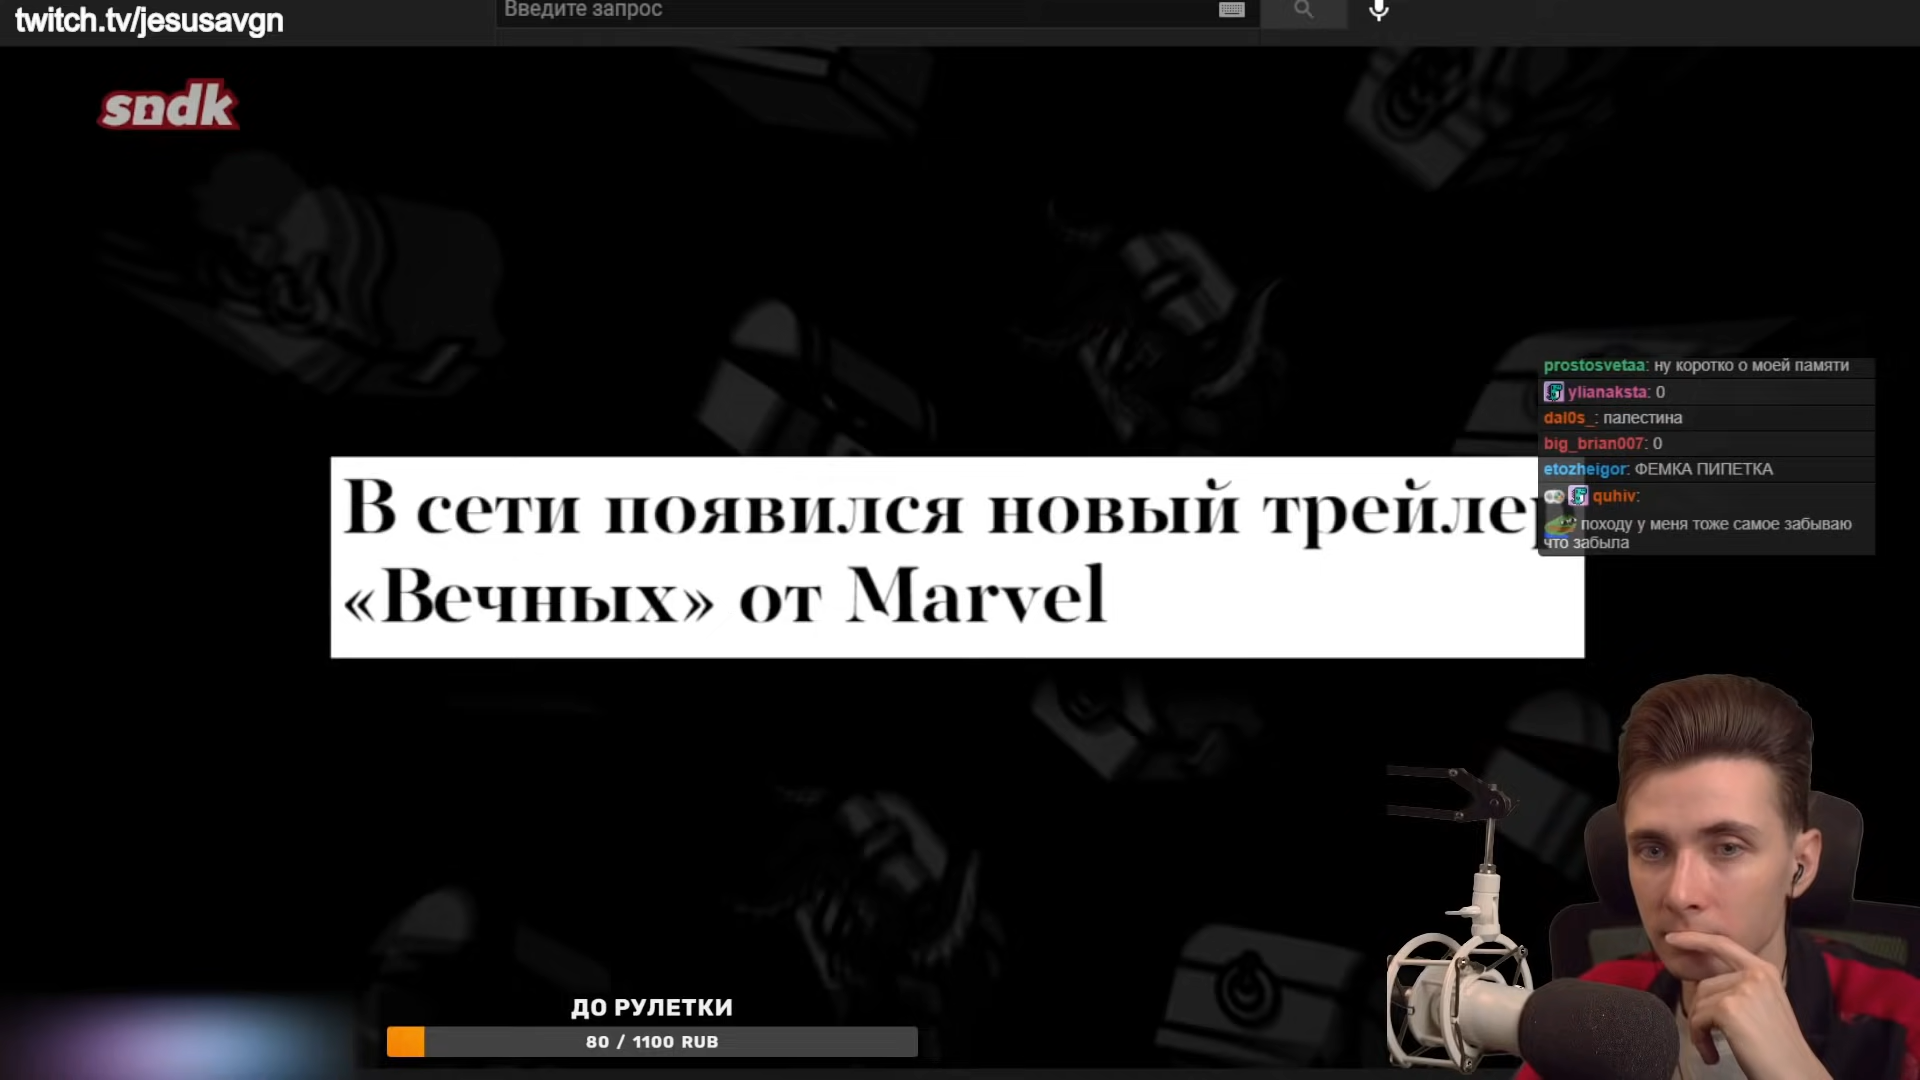 twitch.tv/jesusavgn
Введите запрос
sndk
prostosvetaa: ну коротко о моей памяти
ylianaksta: 0
dal0s_: палестина
big_brian007: 0
etozheigor: ФЕМКА ПИПЕТКА
quhiv:
походу у меня тоже самое забываю
что забыла
В сети появился новый трейлер
«Вечных» от Marvel
ДО РУЛЕТКИ
80 / 1100 RUB